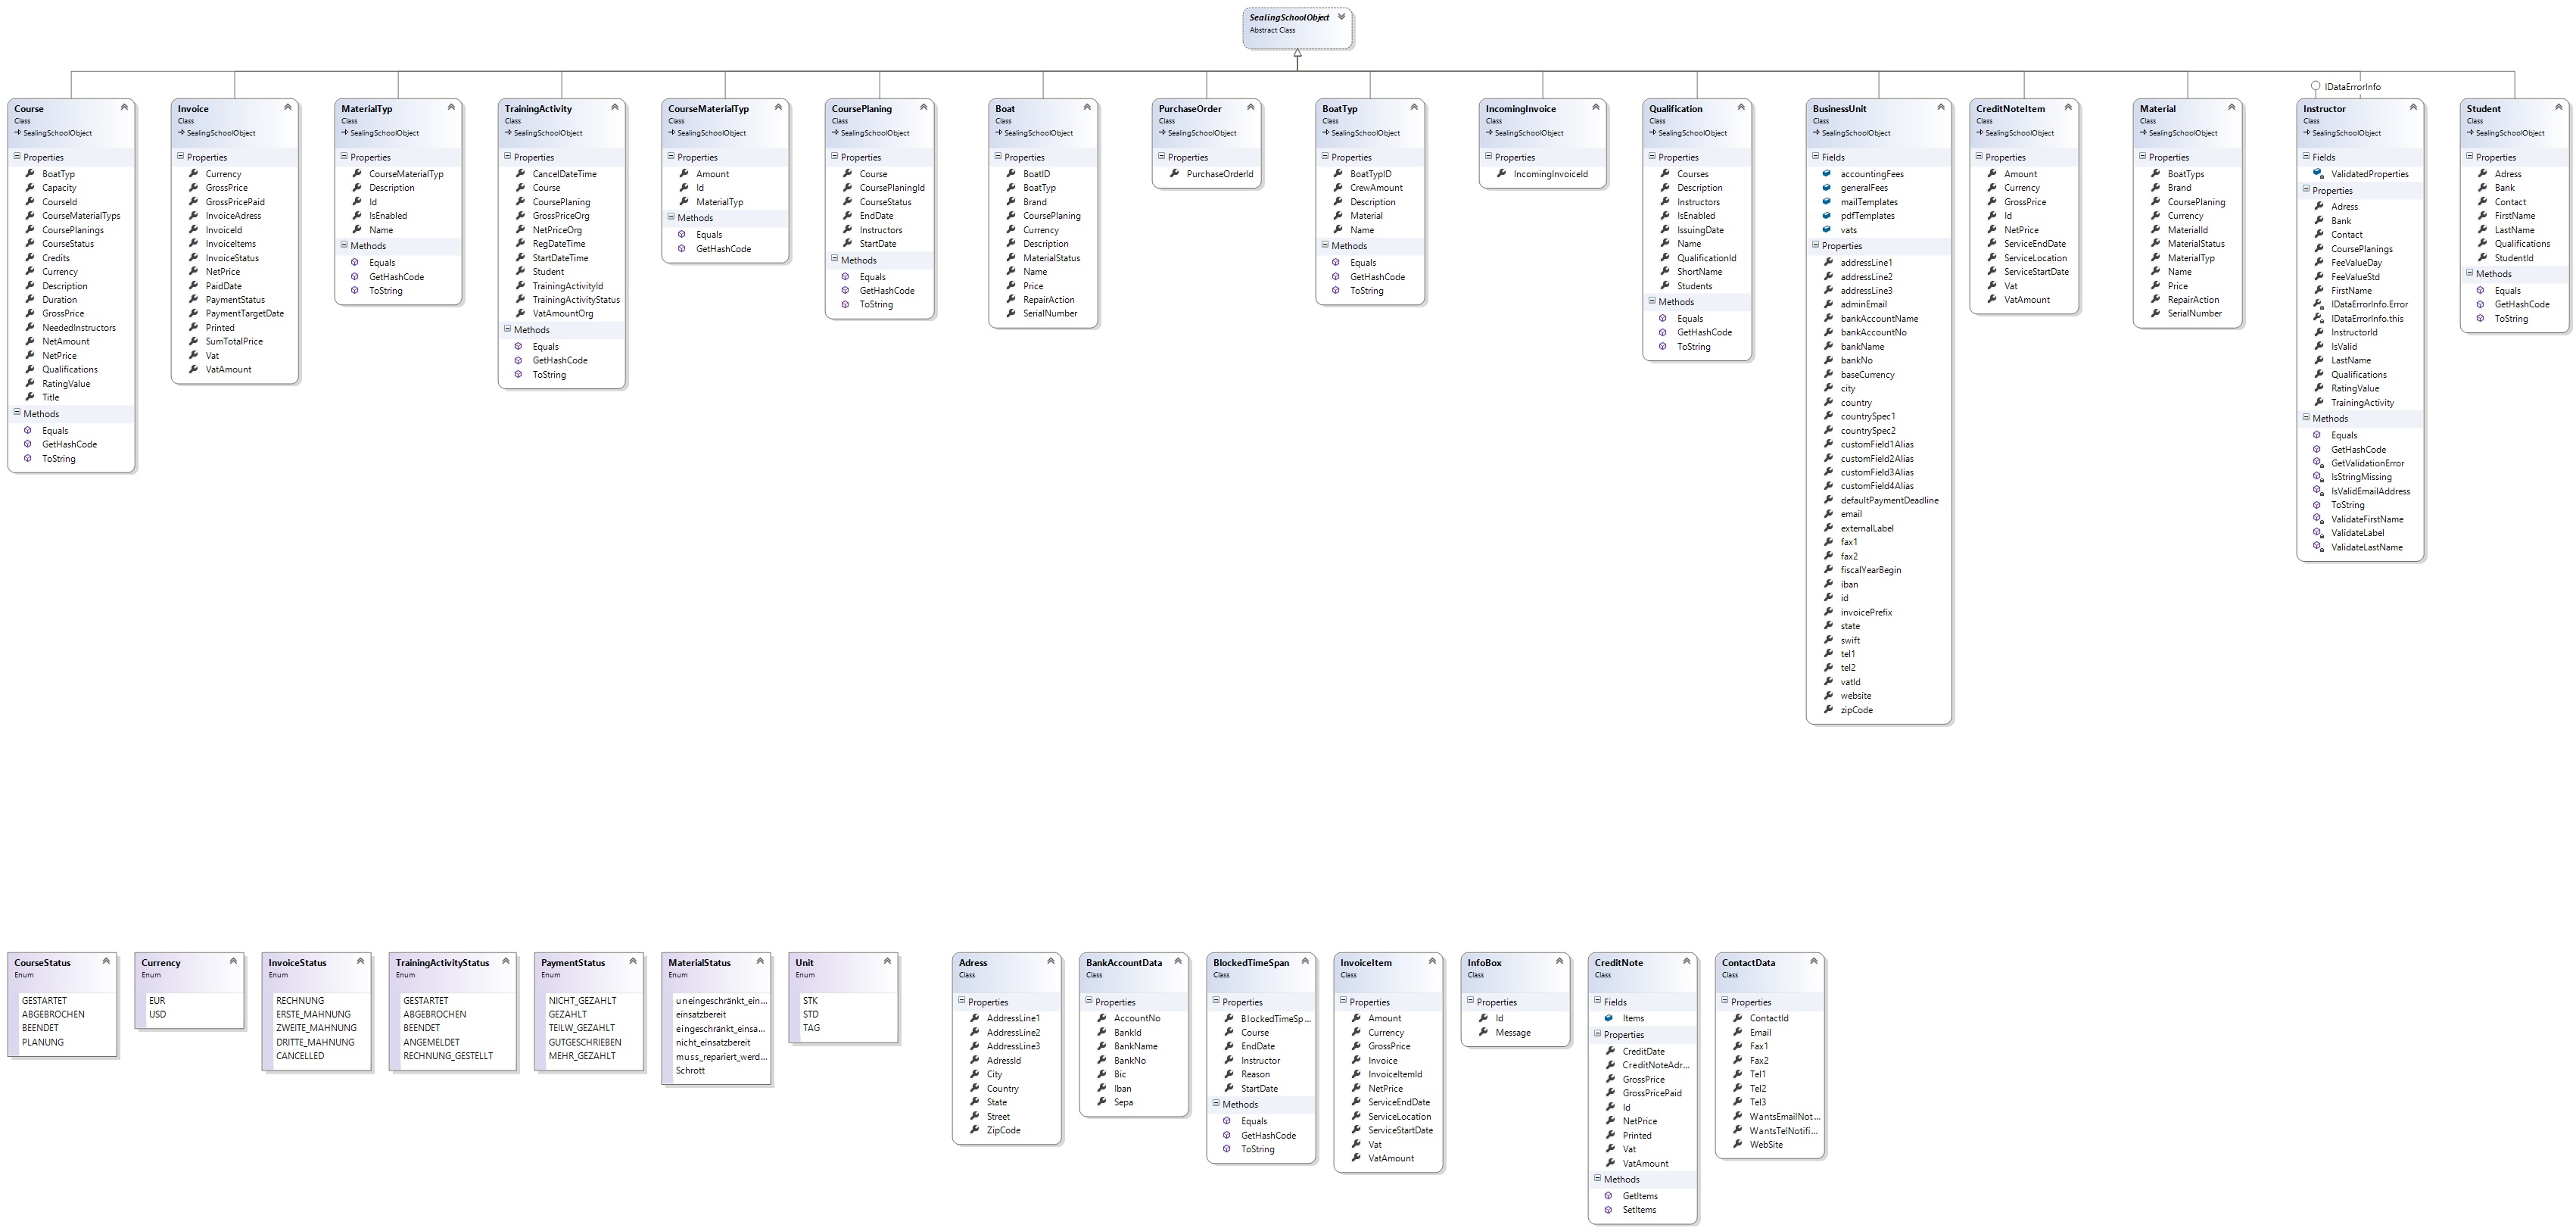 SealingSchoolObject
Abstract Class
IDataErrorInfo
Course
Class
SealingSchoolObject
Properties
BoatTyp
Capacity
CourseId
CourseMaterialTyps
CoursePlanings
CourseStatus
Credits
Currency
Description
Duration
GrossPrice
NeededInstructors
NetAmount
NetPrice
Qualifications
RatingValue
Title
Methods
Equals
GetHashCode
ToString
Invoice
Class
SealingSchoolObject
Properties
Currency
GrossPrice
GrossPricePaid
InvoiceAdress
InvoiceId
InvoiceItems
InvoiceStatus
NetPrice
PaidDate
PaymentStatus
PaymentTargetDate
Printed
SumTotalPrice
Vat
VatAmount
MaterialTyp
Class
SealingSchoolObject
Properties
CourseMaterialTyp
Description
Id
IsEnabled
Name
Methods
Equals
GetHashCode
ToString
TrainingActivity
Class
SealingSchoolObject
Properties
CancelDateTime
Course
CoursePlaning
GrossPriceOrg
NetPriceOrg
RegDateTime
StartDateTime
Student
TrainingActivityId
TrainingActivityStatus
VatAmountOrg
Methods
Equals
GetHashCode
ToString
CourseMaterialTyp
Class
SealingSchoolObject
Properties
Amount
Id
MaterialTyp
Methods
Equals
GetHashCode
CoursePlaning
Class
SealingSchoolObject
Properties
Course
CoursePlaningId
CourseStatus
EndDate
Instructors
StartDate
Methods
Equals
GetHashCode
ToString
Boat
Class
SealingSchoolObject
Properties
BoatID
BoatTyp
Brand
CoursePlaning
Currency
Description
MaterialStatus
Name
Price
RepairAction
SerialNumber
PurchaseOrder
Class
SealingSchoolObject
Properties
PurchaseOrderId
BoatTyp
Class
SealingSchoolObject
Properties
BoatTypID
CrewAmount
Description
Material
Name
Methods
Equals
GetHashCode
ToString
IncomingInvoice
Class
SealingSchoolObject
Properties
IncomingInvoiceId
Qualification
Class
SealingSchoolObject
Properties
Courses
Description
Instructors
IsEnabled
IssuingDate
Name
QualificationId
ShortName
Students
Methods
Equals
GetHashCode
ToString
BusinessUnit
Class
SealingSchoolObject
Fields
accountingFees
generalFees
mailTemplates
pdfTemplates
vats
Properties
addressLine1
addressLine2
addressLine3
adminEmail
bankAccountName
bankAccountNo
bankName
bankNo
baseCurrency
city
country
countrySpec1
countrySpec2
customField1Alias
customField2Alias
customField3Alias
customField4Alias
defaultPaymentDeadline
email
externalLabel
fax1
fax2
fiscalYearBegin
iban
id
invoicePrefix
state
swift
tel1
tel2
vatId
website
zipCode
CreditNoteItem
Class
SealingSchoolObject
Properties
Amount
Currency
GrossPrice
Id
NetPrice
ServiceEndDate
ServiceLocation
ServiceStartDate
Vat
VatAmount
Material
Class
SealingSchoolObject
Properties
BoatTyps
Brand
CoursePlaning
Currency
MaterialId
MaterialStatus
MaterialTyp
Name
Price
RepairAction
SerialNumber
Instructor
Class
SealingSchoolObject
Fields
ValidatedProperties
Properties
Adress
Bank
Contact
CoursePlanings
FeeValueDay
FeeValueStd
FirstName
IDataErrorInfo.Error
IDataErrorInfo.this
InstructorId
IsValid
LastName
Qualifications
RatingValue
TrainingActivity
Methods
Equals
GetHashCode
GetValidationError
IsStringMissing
IsValidEmailAddress
ToString
ValidateFirstName
ValidateLabel
ValidateLastName
Student
Class
SealingSchoolObject
Properties
Adress
Bank
Contact
FirstName
LastName
Qualifications
StudentId
Methods
Equals
GetHashCode
ToString
CourseStatus
Enum
GESTARTET
ABGEBROCHEN
BEENDET
PLANUNG
Currency
Enum
EUR
USD
InvoiceStatus
Enum
RECHNUNG
ERSTE_MAHNUNG
ZWEITE_MAHNUNG
DRITTE_MAHNUNG
CANCELLED
TrainingActivityStatus
Enum
GESTARTET
ABGEBROCHEN
BEENDET
ANGEMELDET
RECHNUNG_GESTELLT
PaymentStatus
Enum
NICHT_GEZAHLT
GEZAHLT
TEILW_GEZAHLT
GUTGESCHRIEBEN
MEHR_GEZAHLT
MaterialStatus
Enum
uneingeschränkt_ein...
einsatzbereit
eingeschränkt_einsa...
nicht_einsatzbereit
muss_repariert_werd...
Schrott
Unit
Enum
STK
STD
TAG
Adress
Class
Properties
AddressLine1
AddressLine2
AddressLine3
AdressId
City
Country
State
Street
ZipCode
BankAccountData
Class
Properties
AccountNo
BankId
BankName
BankNo
Bic
Iban
Sepa
BlockedTimeSpan
Class
Properties
BlockedTimeSp...
Course
EndDate
Instructor
Reason
StartDate
Methods
Equals
GetHashCode
ToString
InvoiceItem
Class
Properties
Amount
Currency
GrossPrice
Invoice
InvoiceItemId
NetPrice
ServiceEndDate
ServiceLocation
ServiceStartDate
Vat
VatAmount
InfoBox
Class
Properties
Id
Message
CreditNote
Class
Fields
Items
Properties
CreditDate
CreditNoteAdr...
GrossPrice
GrossPricePaid
Id
NetPrice
Printed
Vat
VatAmount
Methods
GetItems
SetItems
ContactData
Class
Properties
ContactId
Email
Fax1
Fax2
Tel1
Tel2
Tel3
WantsEmailNot...
WantsTelNotifi...
WebSite